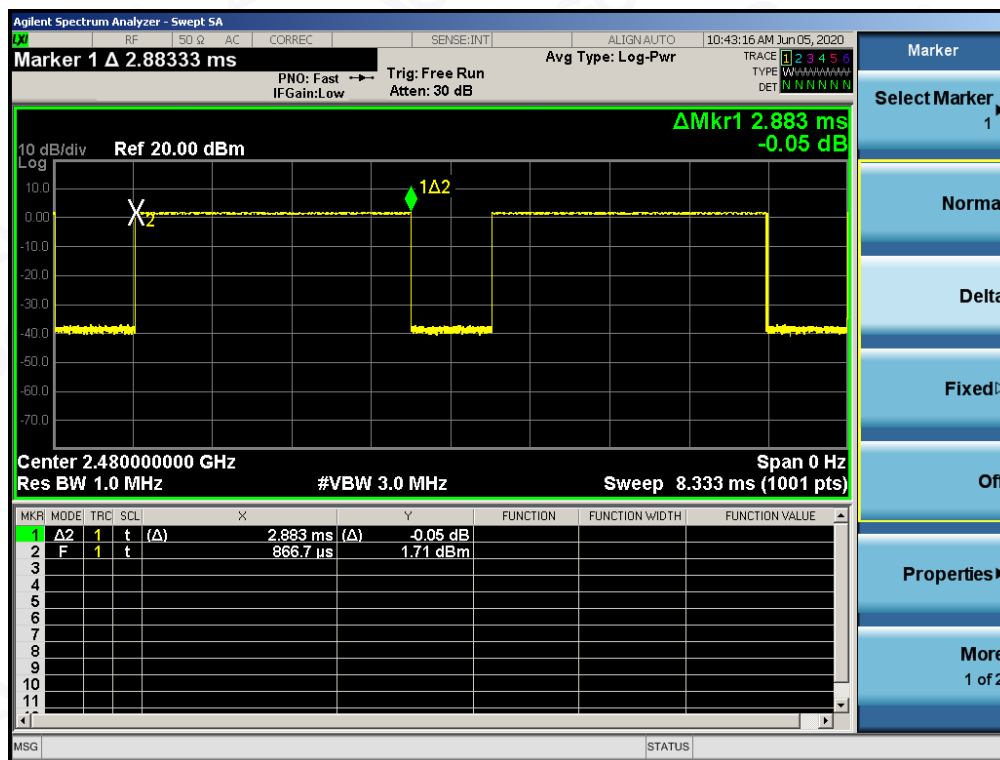 Agilent Spectrum Analyzer - Swept SA
LXI RF 50 Ω AC CORREC SENSE:INT ALIGN AUTO 10:43:16 AM Jun 05, 2020
Marker 1 Δ 2.88333 ms
PNO: Fast
IFGain:Low
Trig: Free Run
Atten: 30 dB
Avg Type: Log-Pwr
TRACE 1 2 3 4 5 6
TYPE W
DET N N N N N N
ΔMkr1 2.883 ms
-0.05 dB
10 dB/div Ref 20.00 dBm
Log
10.0
0.00
-10.0
-20.0
-30.0
-40.0
-50.0
-60.0
-70.0
1Δ2
X2
Center 2.480000000 GHz Span 0 Hz
Res BW 1.0 MHz #VBW 3.0 MHz Sweep 8.333 ms (1001 pts)
MKR MODE TRC SCL X Y FUNCTION FUNCTION WIDTH FUNCTION VALUE
1 Δ2 1 t (Δ) 2.883 ms (Δ) -0.05 dB
2 F 1 t 866.7 µs 1.71 dBm
3
4
5
6
7
8
9
10
11
MSG STATUS
Marker
Select Marker
1
Norma
Delta
Fixed
Off
Properties
More
1 of 2